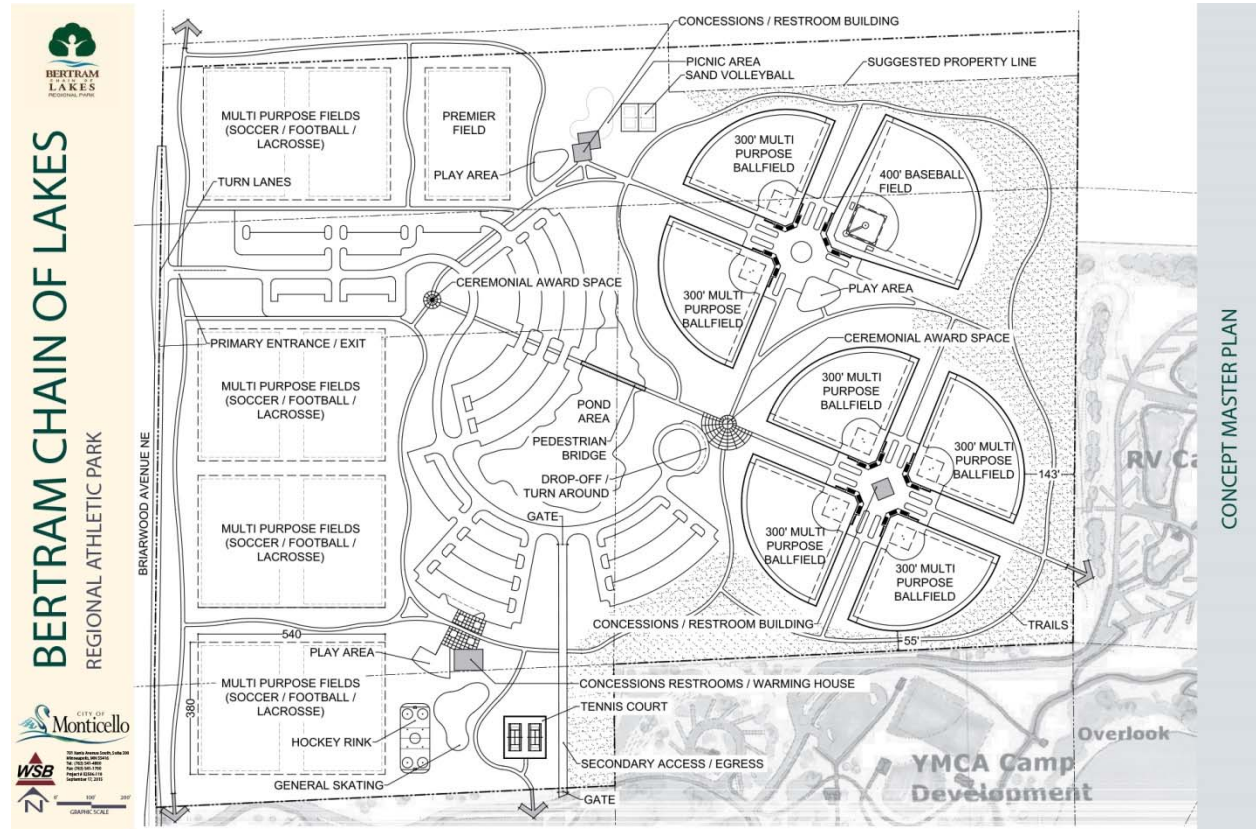 BERTRAM
CHAIN OF
LAKES
REGIONAL PARK
BERTRAM CHAIN OF LAKES
REGIONAL ATHLETIC PARK
CITY OF
Monticello
WSB
N
GRAPHIC SCALE
BRIARWOOD AVENUE NE
CONCESSIONS / RESTROOM BUILDING
PICNIC AREA
SAND VOLLEYBALL
SUGGESTED PROPERTY LINE
MULTI PURPOSE FIELDS
(SOCCER / FOOTBALL /
LACROSSE)
PREMIER
FIELD
PLAY AREA
TURN LANES
300' MULTI
PURPOSE
BALLFIELD
400' BASEBALL
FIELD
300' MULTI
PURPOSE
BALLFIELD
PLAY AREA
CEREMONIAL AWARD SPACE
PRIMARY ENTRANCE / EXIT
CEREMONIAL AWARD SPACE
MULTI PURPOSE FIELDS
(SOCCER / FOOTBALL /
LACROSSE)
300' MULTI
PURPOSE
BALLFIELD
POND
AREA
PEDESTRIAN
BRIDGE
DROP-OFF /
TURN AROUND
GATE
300' MULTI
PURPOSE
BALLFIELD
143'
RV Ca
MULTI PURPOSE FIELDS
(SOCCER / FOOTBALL /
LACROSSE)
300' MULTI
PURPOSE
BALLFIELD
300' MULTI
PURPOSE
BALLFIELD
CONCESSIONS / RESTROOM BUILDING
TRAILS
55'
540
380
PLAY AREA
MULTI PURPOSE FIELDS
(SOCCER / FOOTBALL /
LACROSSE)
CONCESSIONS RESTROOMS / WARMING HOUSE
TENNIS COURT
HOCKEY RINK
SECONDARY ACCESS / EGRESS
GENERAL SKATING
GATE
Overlook
YMCA Camp
Development
CONCEPT MASTER PLAN